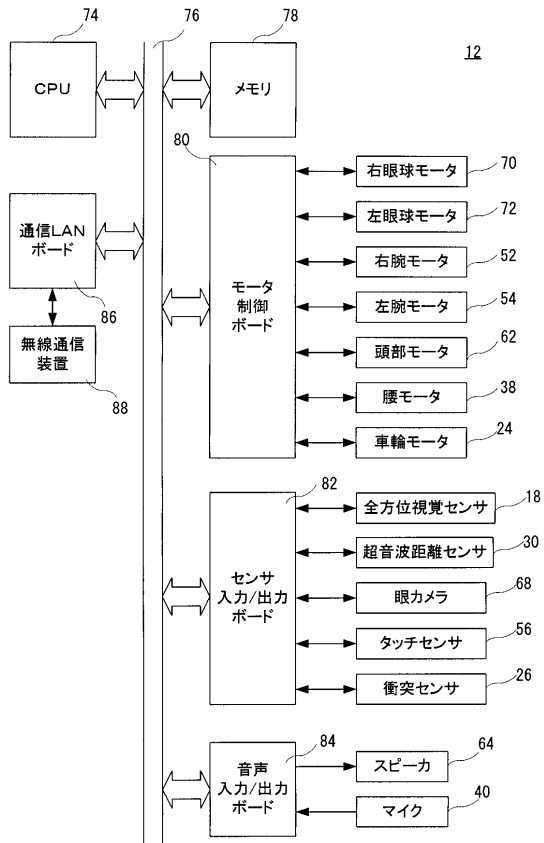 74
76
78
12
CPU
メモリ
80
右眼球モータ
70
左眼球モータ
72
通信LAN
ボード
右腕モータ
52
モータ
制御
ボード
左腕モータ
54
86
頭部モータ
62
無線通信
装置
腰モータ
38
88
車輪モータ
24
82
全方位視覚センサ
18
超音波距離センサ
30
センサ
入力/出力
ボード
眼カメラ
68
タッチセンサ
56
衝突センサ
26
84
音声
入力/出力
ボード
スピーカ
64
マイク
40